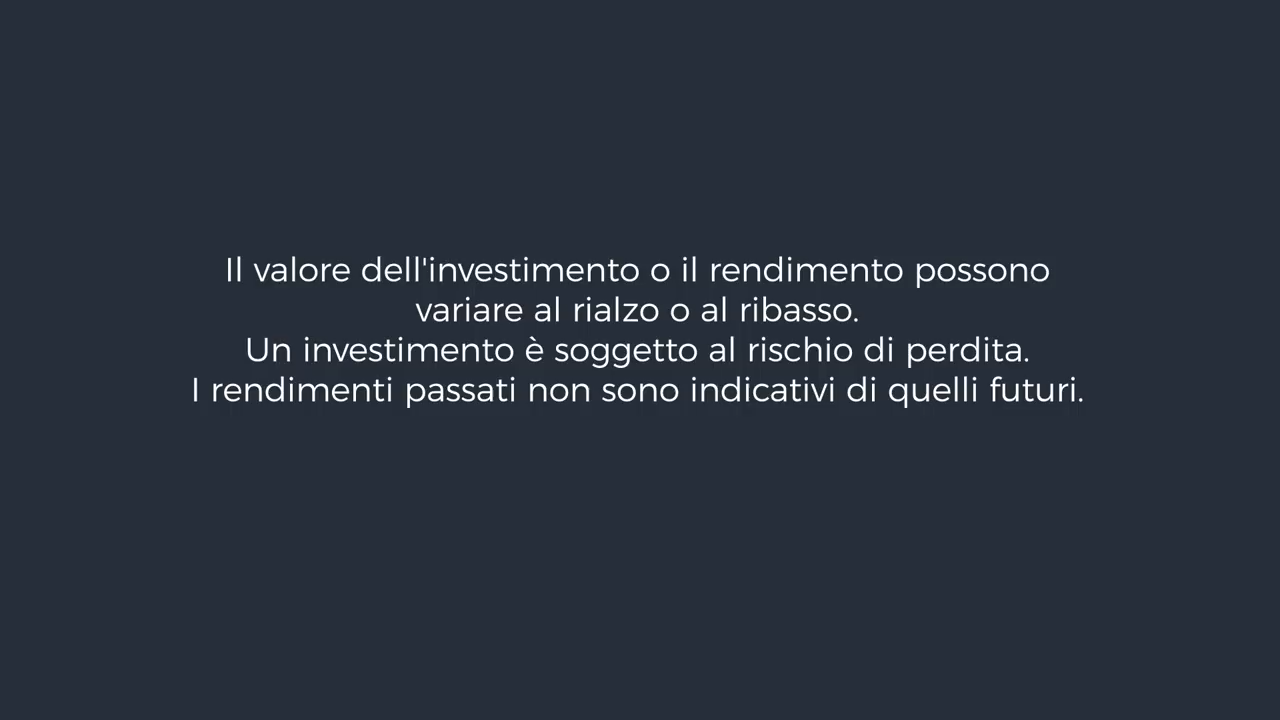 Il valore dell'investimento o il rendimento possono
variare al rialzo o al ribasso.
Un investimento è soggetto al rischio di perdita.
I rendimenti passati non sono indicativi di quelli futuri.